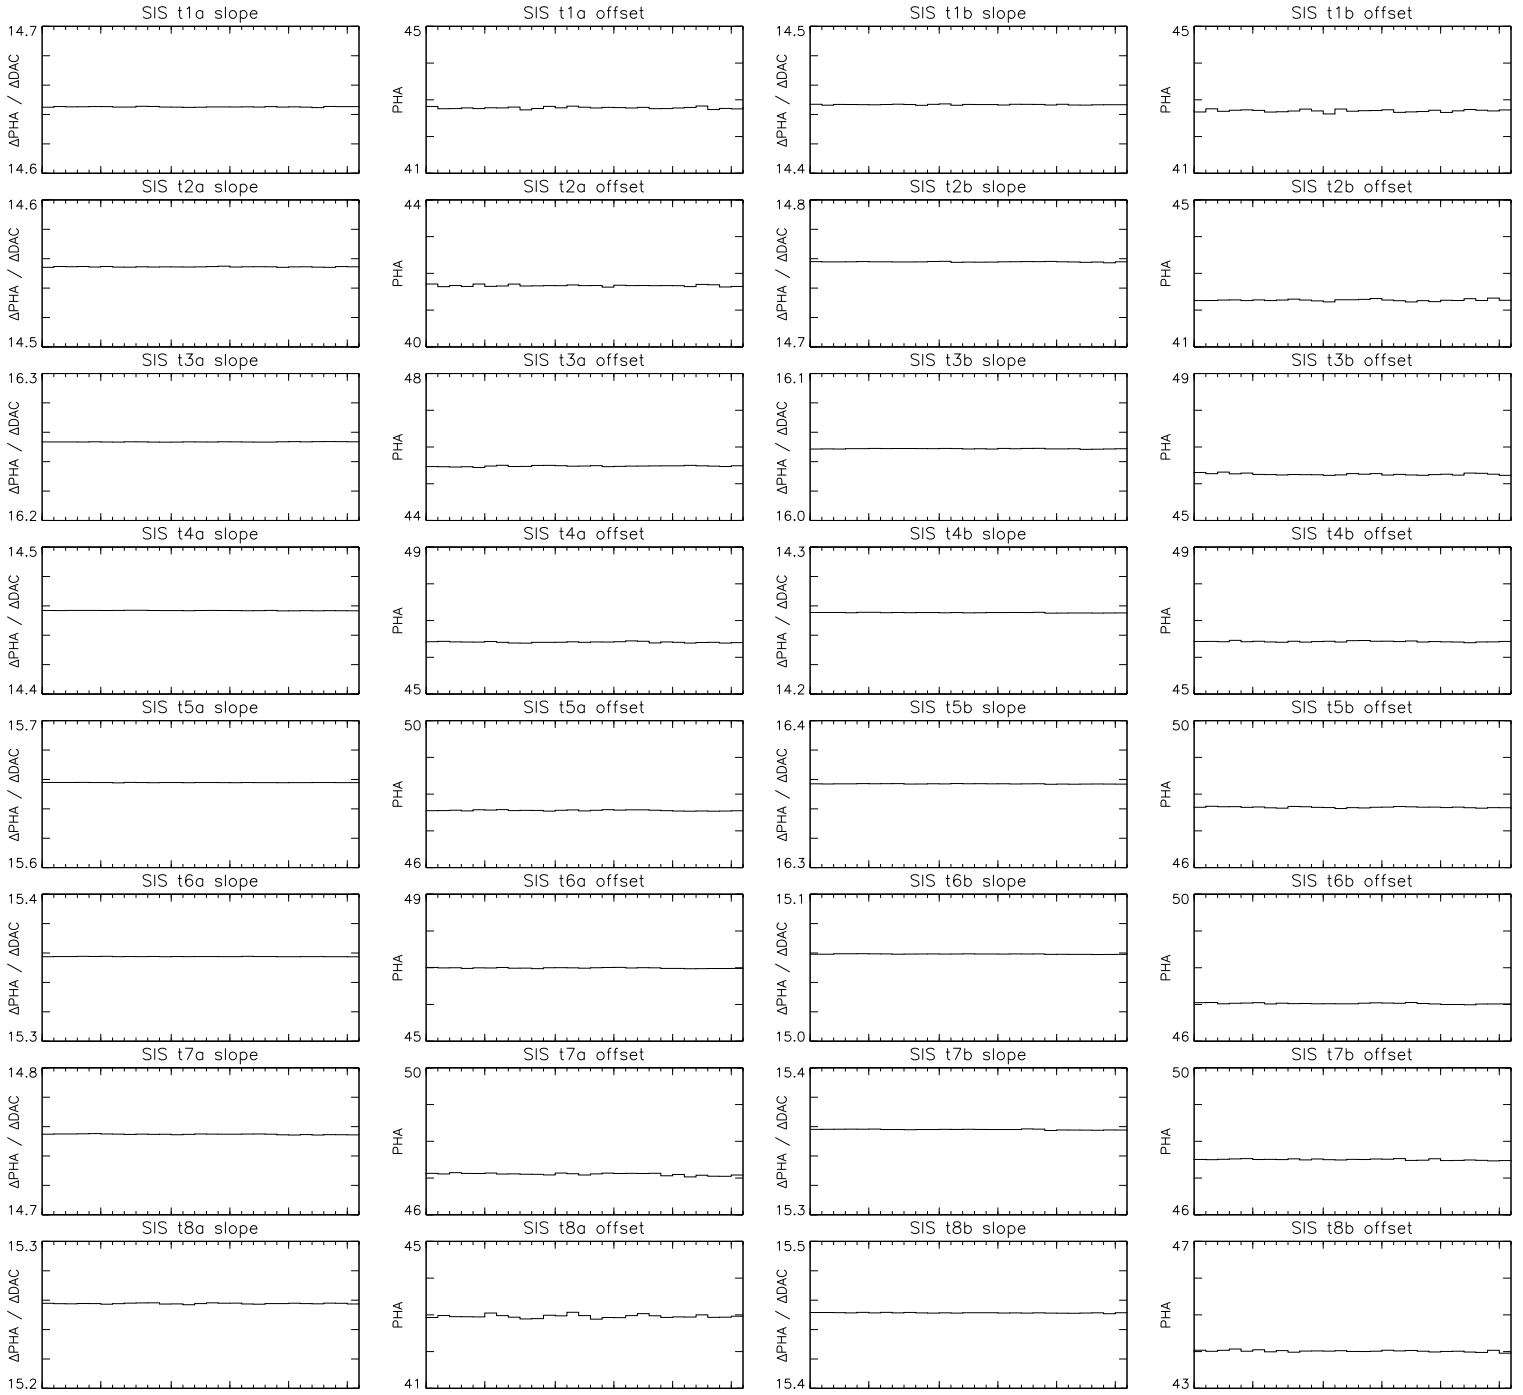 SIS t1a slope SIS t1a offset SIS t1b slope SIS t1b offset
14.7 45 14.5 45
ΔPHA / ΔDAC PHA ΔPHA / ΔDAC PHA
14.6 41 14.4 41
SIS t2a slope SIS t2a offset SIS t2b slope SIS t2b offset
14.6 44 14.8 45
ΔPHA / ΔDAC PHA ΔPHA / ΔDAC PHA
14.5 40 14.7 41
SIS t3a slope SIS t3a offset SIS t3b slope SIS t3b offset
16.3 48 16.1 49
ΔPHA / ΔDAC PHA ΔPHA / ΔDAC PHA
16.2 44 16.0 45
SIS t4a slope SIS t4a offset SIS t4b slope SIS t4b offset
14.5 49 14.3 49
ΔPHA / ΔDAC PHA ΔPHA / ΔDAC PHA
14.4 45 14.2 45
SIS t5a slope SIS t5a offset SIS t5b slope SIS t5b offset
15.7 50 16.4 50
ΔPHA / ΔDAC PHA ΔPHA / ΔDAC PHA
15.6 46 16.3 46
SIS t6a slope SIS t6a offset SIS t6b slope SIS t6b offset
15.4 49 15.1 50
ΔPHA / ΔDAC PHA ΔPHA / ΔDAC PHA
15.3 45 15.0 46
SIS t7a slope SIS t7a offset SIS t7b slope SIS t7b offset
14.8 50 15.4 50
ΔPHA / ΔDAC PHA ΔPHA / ΔDAC PHA
14.7 46 15.3 46
SIS t8a slope SIS t8a offset SIS t8b slope SIS t8b offset
15.3 45 15.5 47
ΔPHA / ΔDAC PHA ΔPHA / ΔDAC PHA
15.2 41 15.4 43